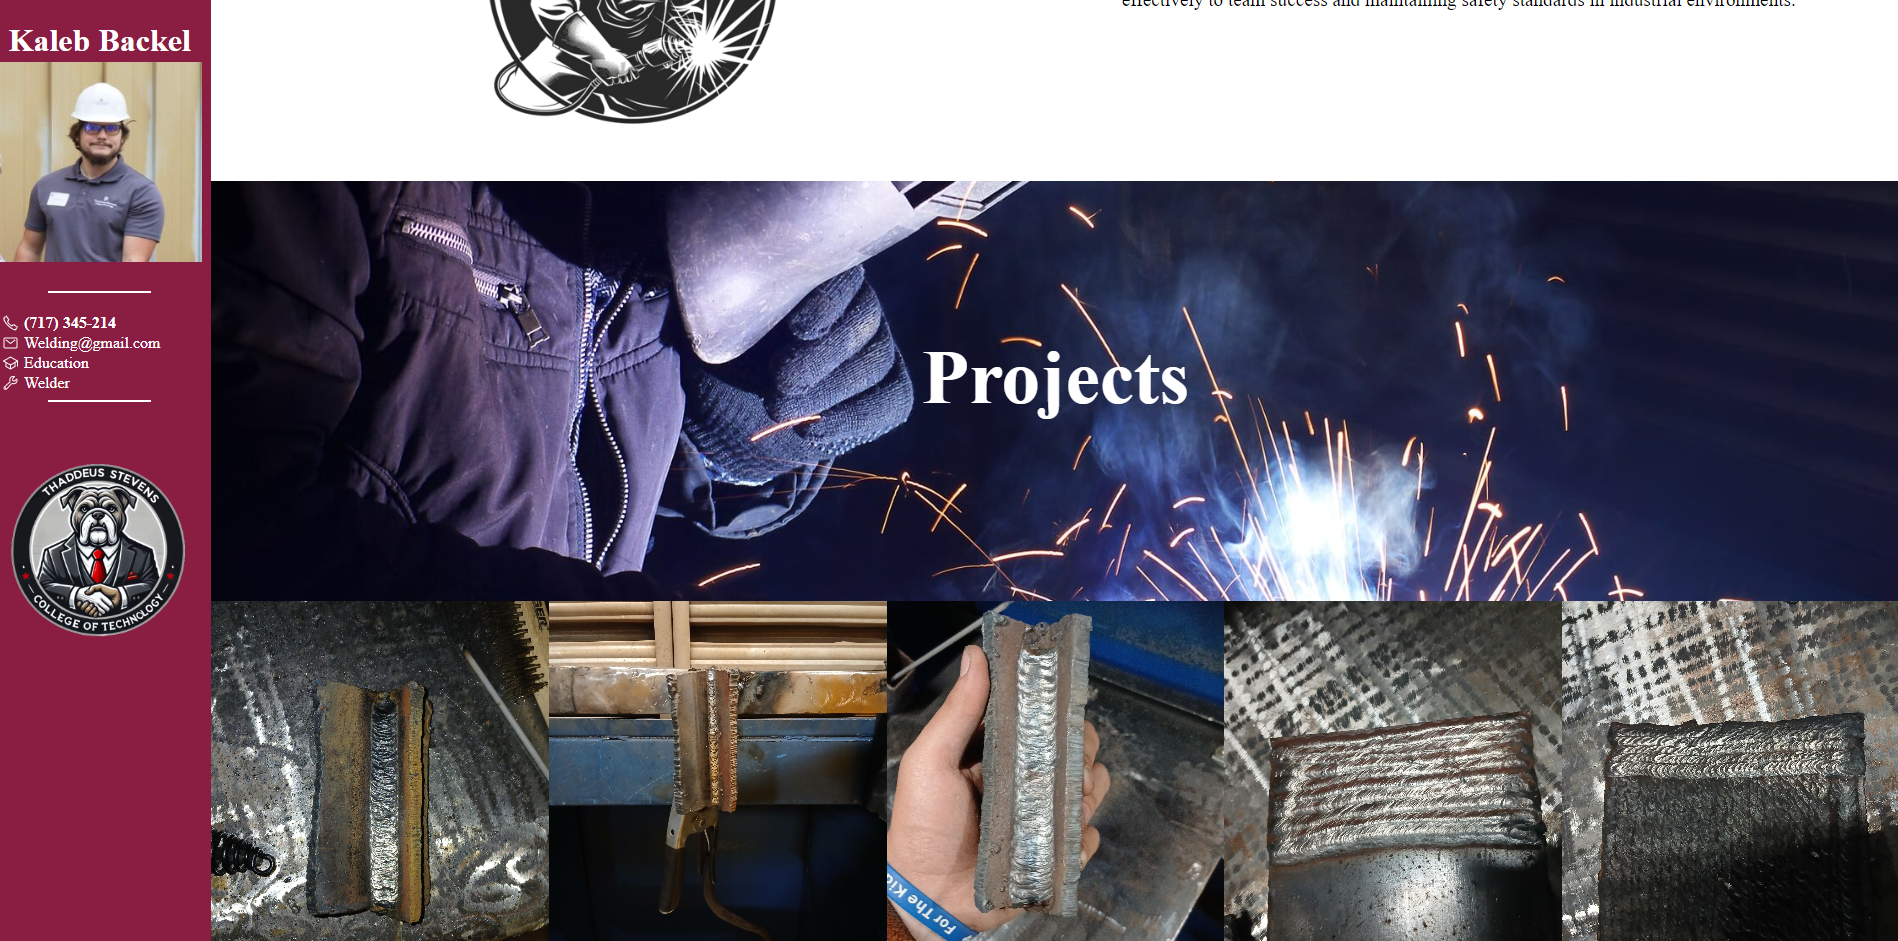 effectively to team success and maintaining safety standards in industrial environments.
Kaleb Backel
(717) 345-214
Welding@gmail.com
Education
Welder
THADDEUS STEVENS
COLLEGE OF TECHNOLOGY
Projects
For The Kid